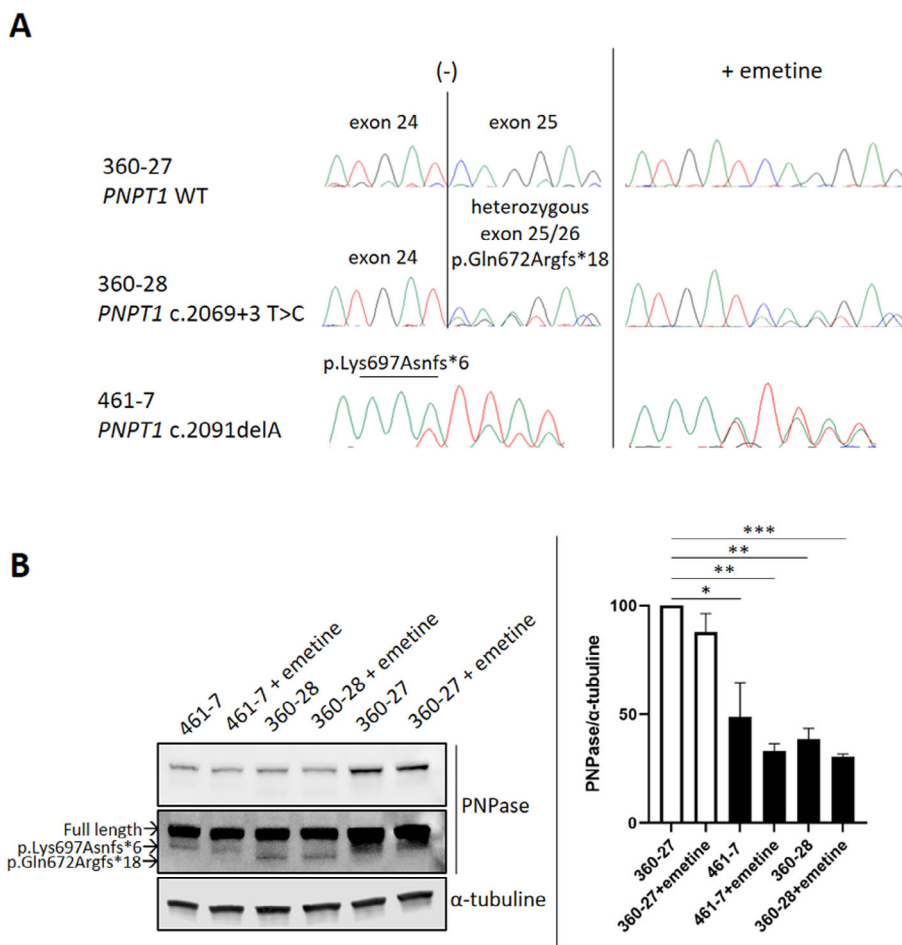 A
(-)
+ emetine
exon 24
exon 25
360-27
PNPT1 WT
heterozygous
exon 25/26
p.Gln672Argfs*18
exon 24
360-28
PNPT1 c.2069+3 T>C
p.Lys697Asnfs*6
461-7
PNPT1 c.2091delA
B
461-7
461-7 + emetine
360-28
360-28 + emetine
360-27
360-27 + emetine
PNPase
Full length→
p.Lys697Asnfs*6→
p.Gln672Argfs*18→
α-tubuline
***
**
**
*
PNPase/α-tubuline
100
50
0
360-27
360-27+emetine
461-7
461-7+emetine
360-28
360-28+emetine